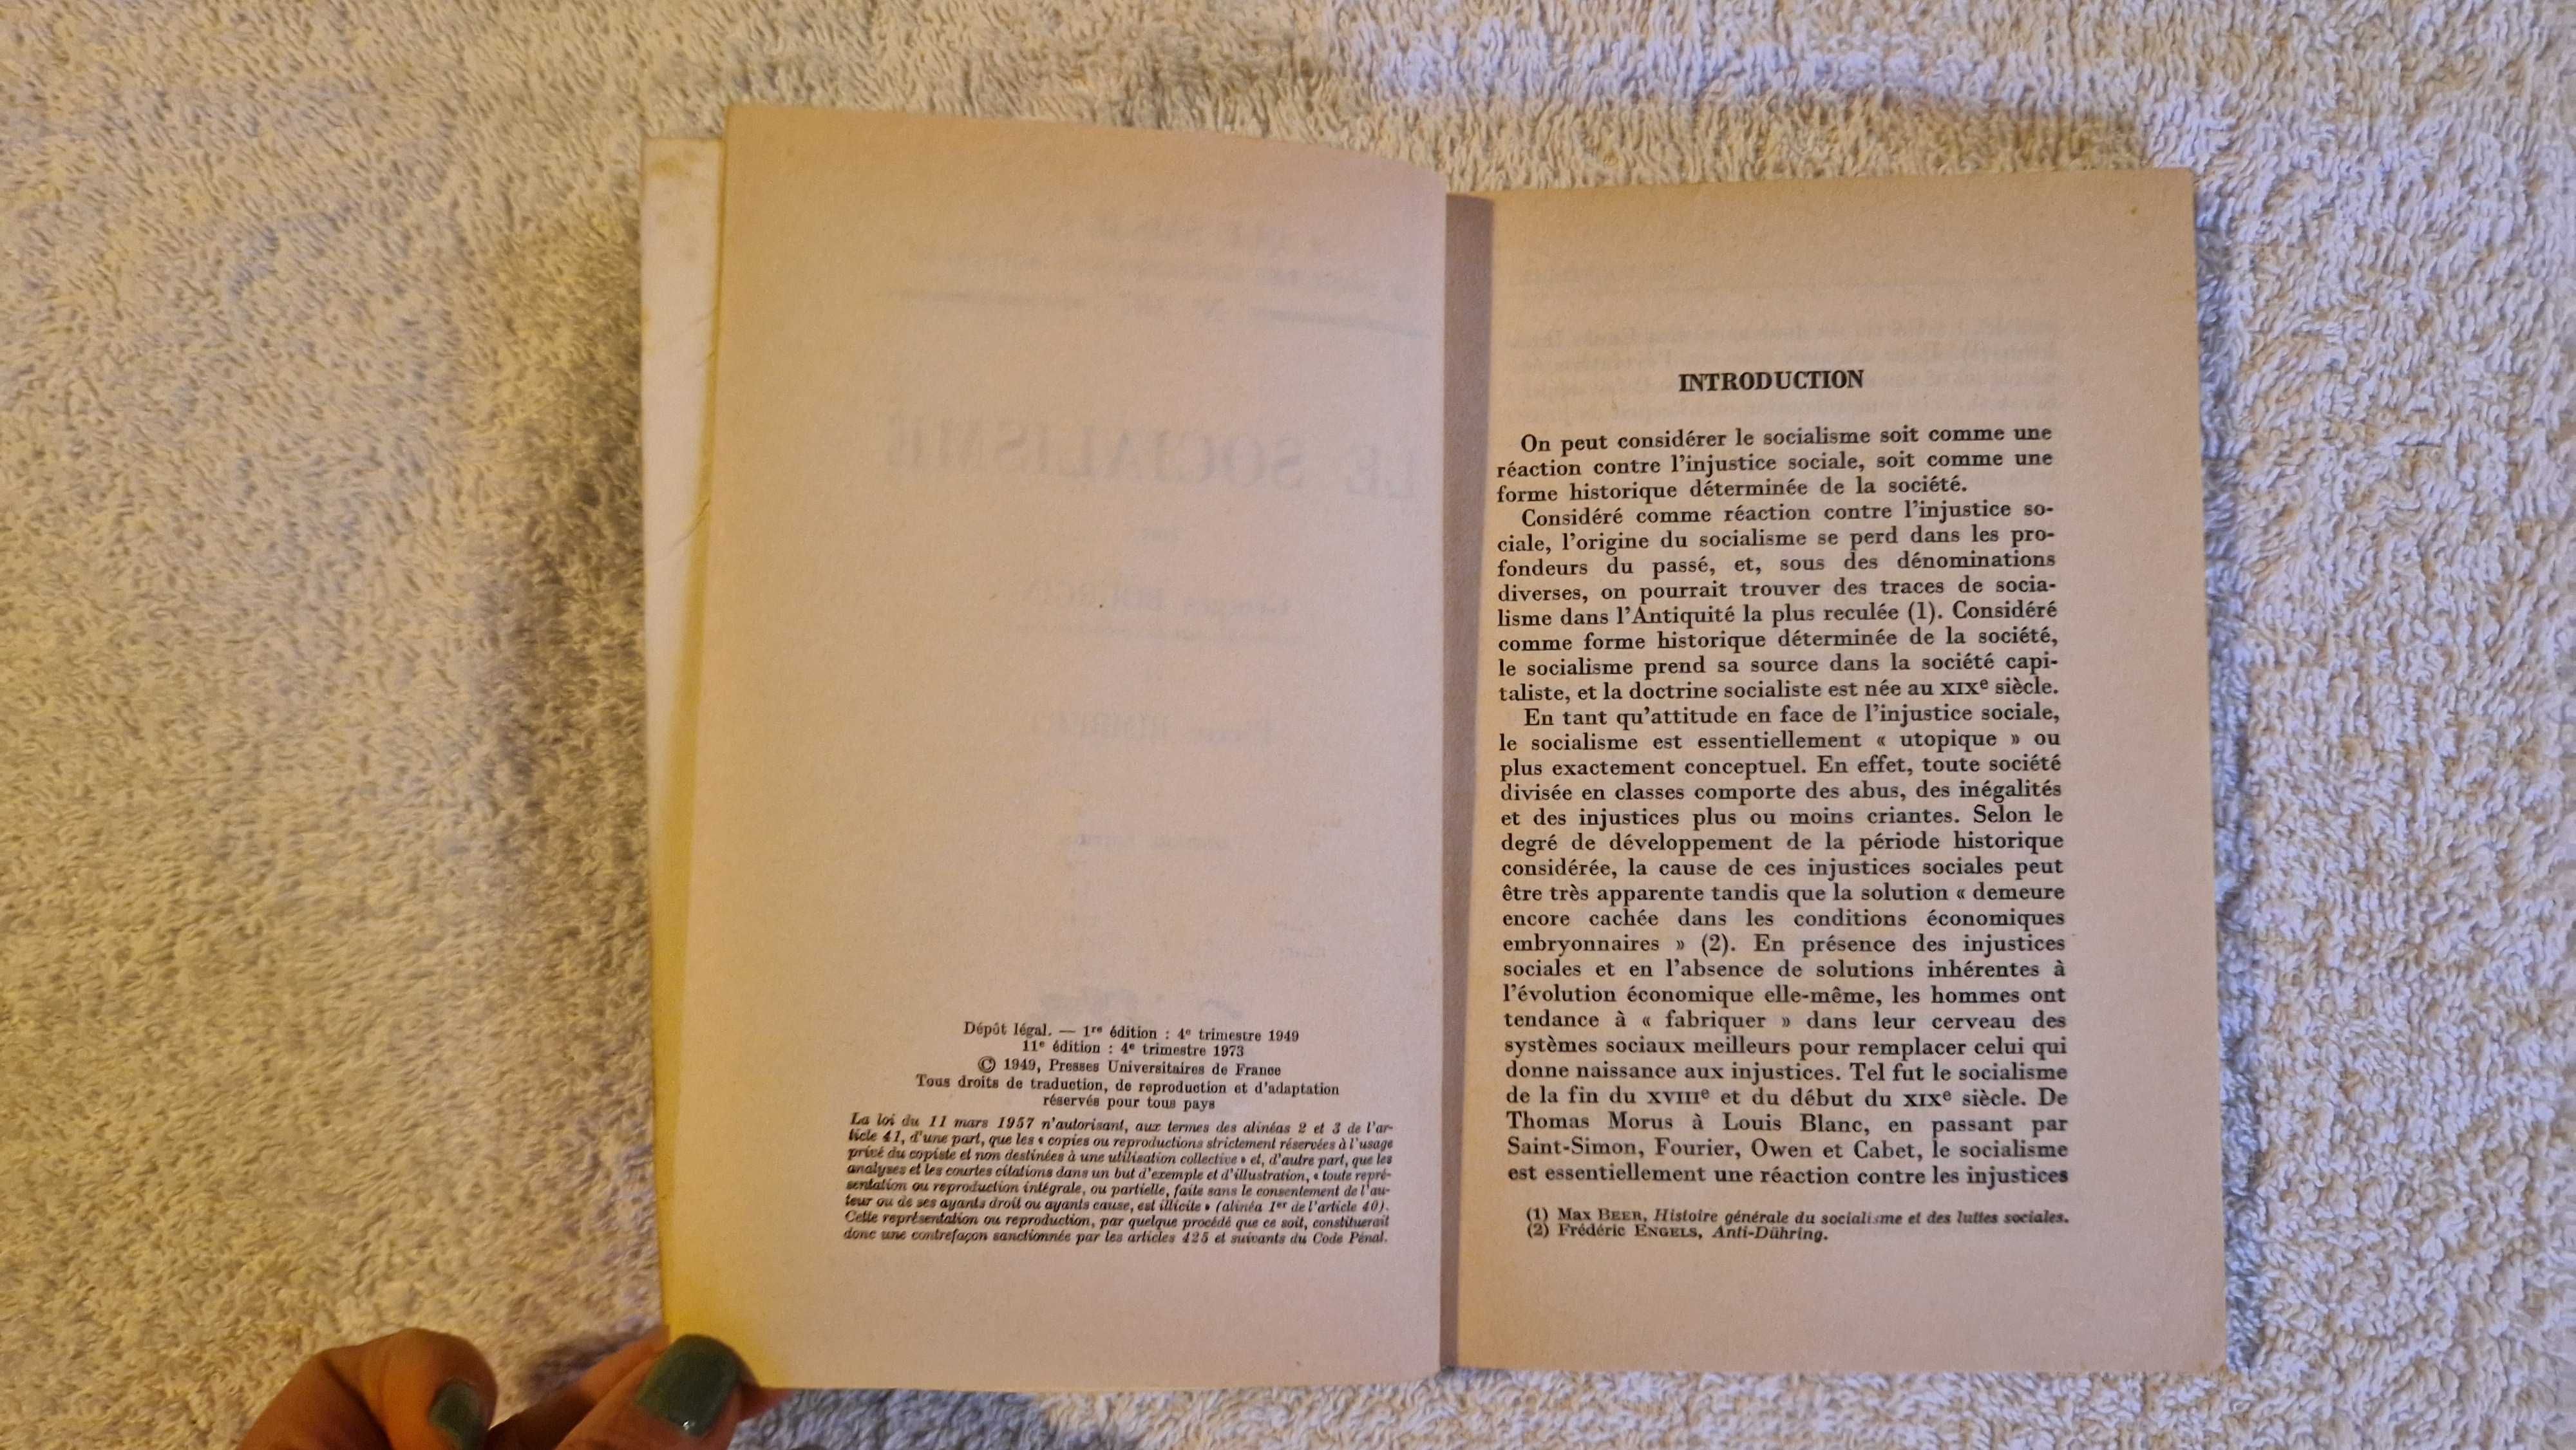 Dépôt légal. — 1re édition : 4e trimestre 1949
11e édition : 4e trimestre 1973
© 1949, Presses Universitaires de France
Tous droits de traduction, de reproduction et d'adaptation
réservés pour tous pays
La loi du 11 mars 1957 n'autorisant, aux termes des alinéas 2 et 3 de l'ar-
ticle 41, d'une part, que les « copies ou reproductions strictement réservées à l'usage
privé du copiste et non destinées à une utilisation collective » et, d'autre part, que les
analyses et les courtes citations dans un but d'exemple et d'illustration, « toute repré-
sentation ou reproduction intégrale, ou partielle, faite sans le consentement de l'au-
teur ou de ses ayants droit ou ayants cause, est illicite » (alinéa 1er de l'article 40).
Cette représentation ou reproduction, par quelque procédé que ce soit, constituerait
donc une contrefaçon sanctionnée par les articles 425 et suivants du Code Pénal.
INTRODUCTION
On peut considérer le socialisme soit comme une
réaction contre l'injustice sociale, soit comme une
forme historique déterminée de la société.
Considéré comme réaction contre l'injustice so-
ciale, l'origine du socialisme se perd dans les pro-
fondeurs du passé, et, sous des dénominations
diverses, on pourrait trouver des traces de socia-
lisme dans l'Antiquité la plus reculée (1). Considéré
comme forme historique déterminée de la société,
le socialisme prend sa source dans la société capi-
taliste, et la doctrine socialiste est née au XIXe siècle.
En tant qu'attitude en face de l'injustice sociale,
le socialisme est essentiellement « utopique » ou
plus exactement conceptuel. En effet, toute société
divisée en classes comporte des abus, des inégalités
et des injustices plus ou moins criantes. Selon le
degré de développement de la période historique
considérée, la cause de ces injustices sociales peut
être très apparente tandis que la solution « demeure
encore cachée dans les conditions économiques
embryonnaires » (2). En présence des injustices
sociales et en l'absence de solutions inhérentes à
l'évolution économique elle-même, les hommes ont
tendance à « fabriquer » dans leur cerveau des
systèmes sociaux meilleurs pour remplacer celui qui
donne naissance aux injustices. Tel fut le socialisme
de la fin du XVIIIe et du début du XIXe siècle. De
Thomas Morus à Louis Blanc, en passant par
Saint-Simon, Fourier, Owen et Cabet, le socialisme
est essentiellement une réaction contre les injustices
(1) Max BEER, Histoire générale du socialisme et des luttes sociales.
(2) Frédéric ENGELS, Anti-Dühring.